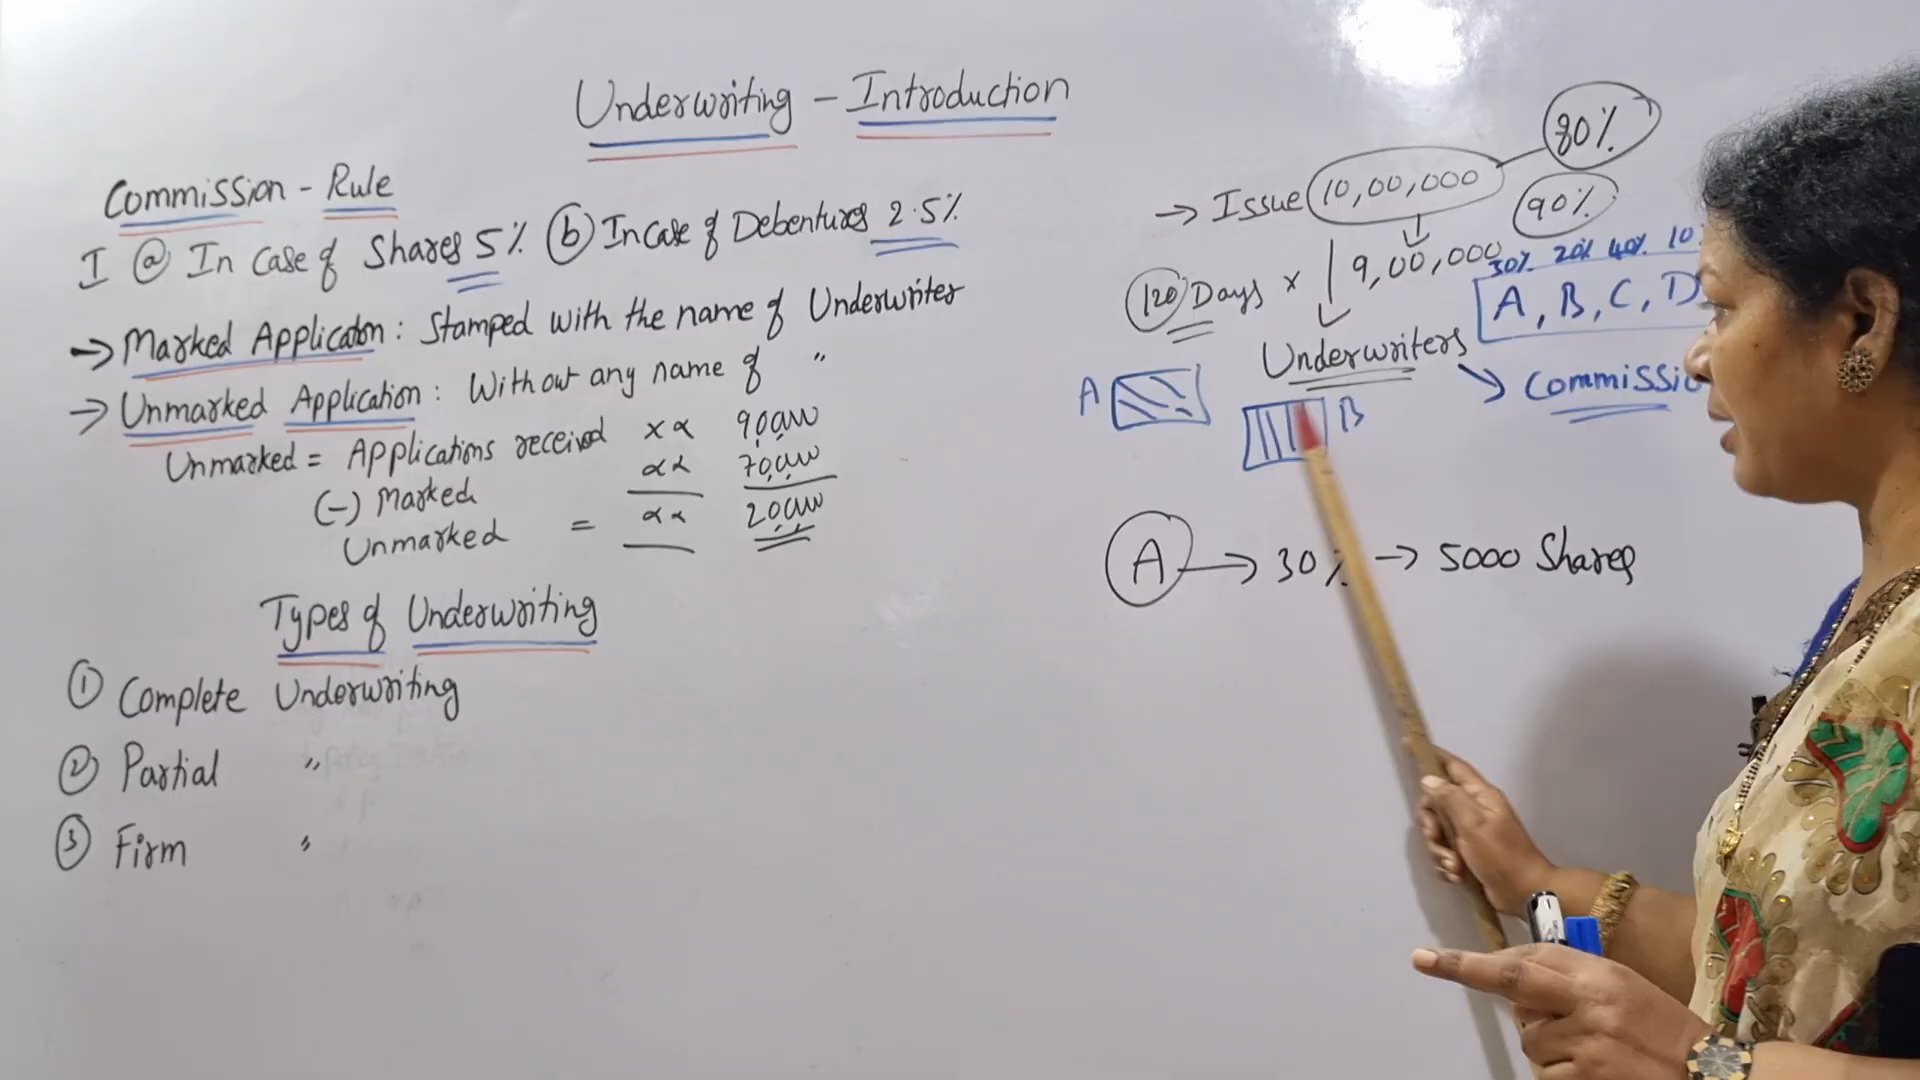 Underwriting - Introduction
Commission - Rule
I ⓐ In case of Shares 5% ⓑ Incase of Debentures 2.5%
→ Marked Application : Stamped with the name of Underwriter
→ Unmarked Application : Without any name of "
Unmarked = Applications received xx 90,000
(-) Marked xx 70,000
Unmarked = xx 20,000
Types of Underwriting
① Complete Underwriting
② Partial "
③ Firm "
80%
→ Issue 10,00,000
90%
120 Days × 9,00,000
30% 20% 40% 10
A, B, C, D
Underwriters
Commissio
A
B
A → 30% → 5000 Shares